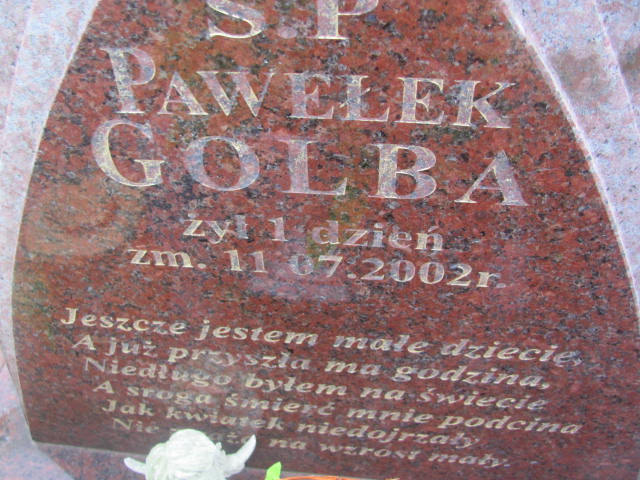 Ś.P
PAWEŁEK
GOLBA
żył 1 dzień
zm. 11 07.2002r.
Jeszcze jestem małe dziecię,
A już przyszła ma godzina,
Niedługo byłem na świecie
A sroga śmierć mnie podcina
Jak kwiatek niedojrzały
Nie na wzrost mały.